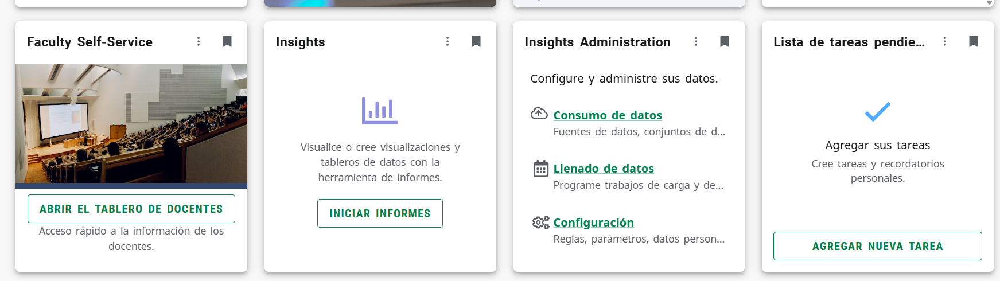 Faculty Self-Service
ABRIR EL TABLERO DE DOCENTES
Acceso rápido a la información de los
docentes.
Insights
Visualice o cree visualizaciones y
tableros de datos con la
herramienta de informes.
INICIAR INFORMES
Insights Administration
Configure y administre sus datos.
Consumo de datos
Fuentes de datos, conjuntos de d...
Llenado de datos
Programe trabajos de carga y de...
Configuración
Reglas, parámetros, datos person...
Lista de tareas pendie...
Agregar sus tareas
Cree tareas y recordatorios
personales.
AGREGAR NUEVA TAREA